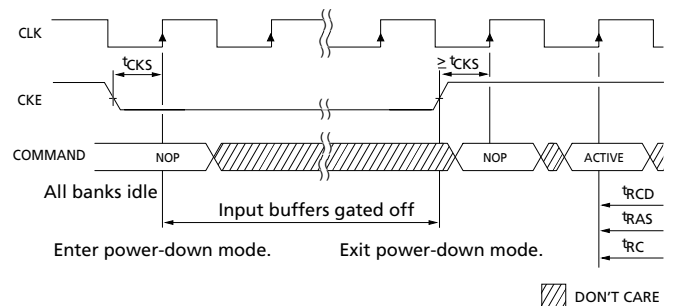 CLK
tCKS
≥ tCKS
CKE
COMMAND
NOP
NOP
ACTIVE
All banks idle
Input buffers gated off
tRCD
tRAS
tRC
Enter power-down mode.
Exit power-down mode.
DON'T CARE